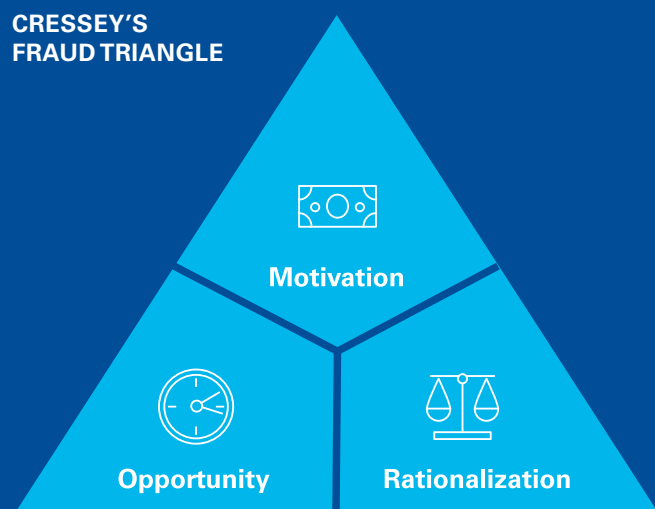 CRESSEY'S
FRAUD TRIANGLE
Motivation
Opportunity
Rationalization